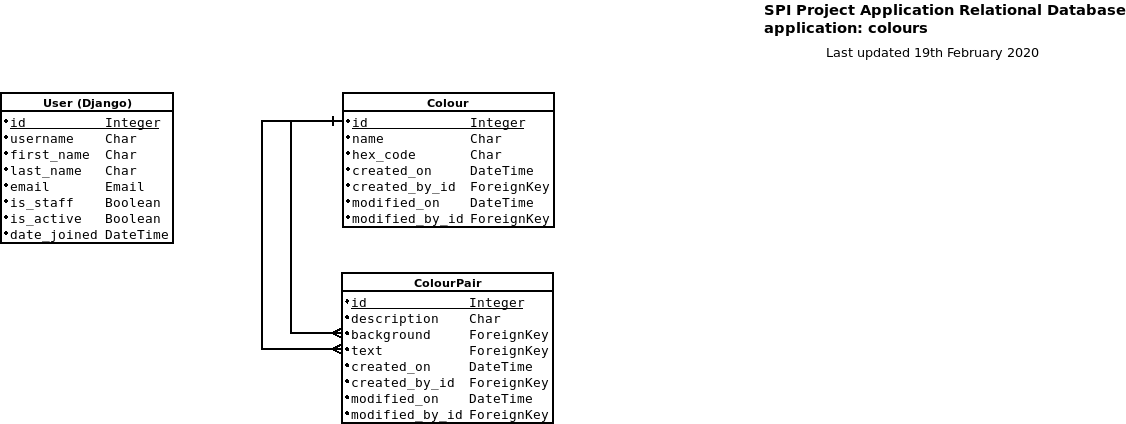 SPI Project Application Relational Database
application: colours
Last updated 19th February 2020
User (Django)
id Integer
username Char
first_name Char
last_name Char
email Email
is_staff Boolean
is_active Boolean
date_joined DateTime
Colour
id Integer
name Char
hex_code Char
created_on DateTime
created_by_id ForeignKey
modified_on DateTime
modified_by_id ForeignKey
ColourPair
id Integer
description Char
background ForeignKey
text ForeignKey
created_on DateTime
created_by_id ForeignKey
modified_on DateTime
modified_by_id ForeignKey